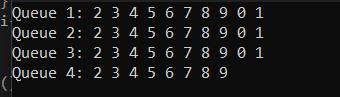 }
Queue 1: 2 3 4 5 6 7 8 9 0 1
it
Queue 2: 2 3 4 5 6 7 8 9 0 1
Queue 3: 2 3 4 5 6 7 8 9 0 1
Queue 4: 2 3 4 5 6 7 8 9
(